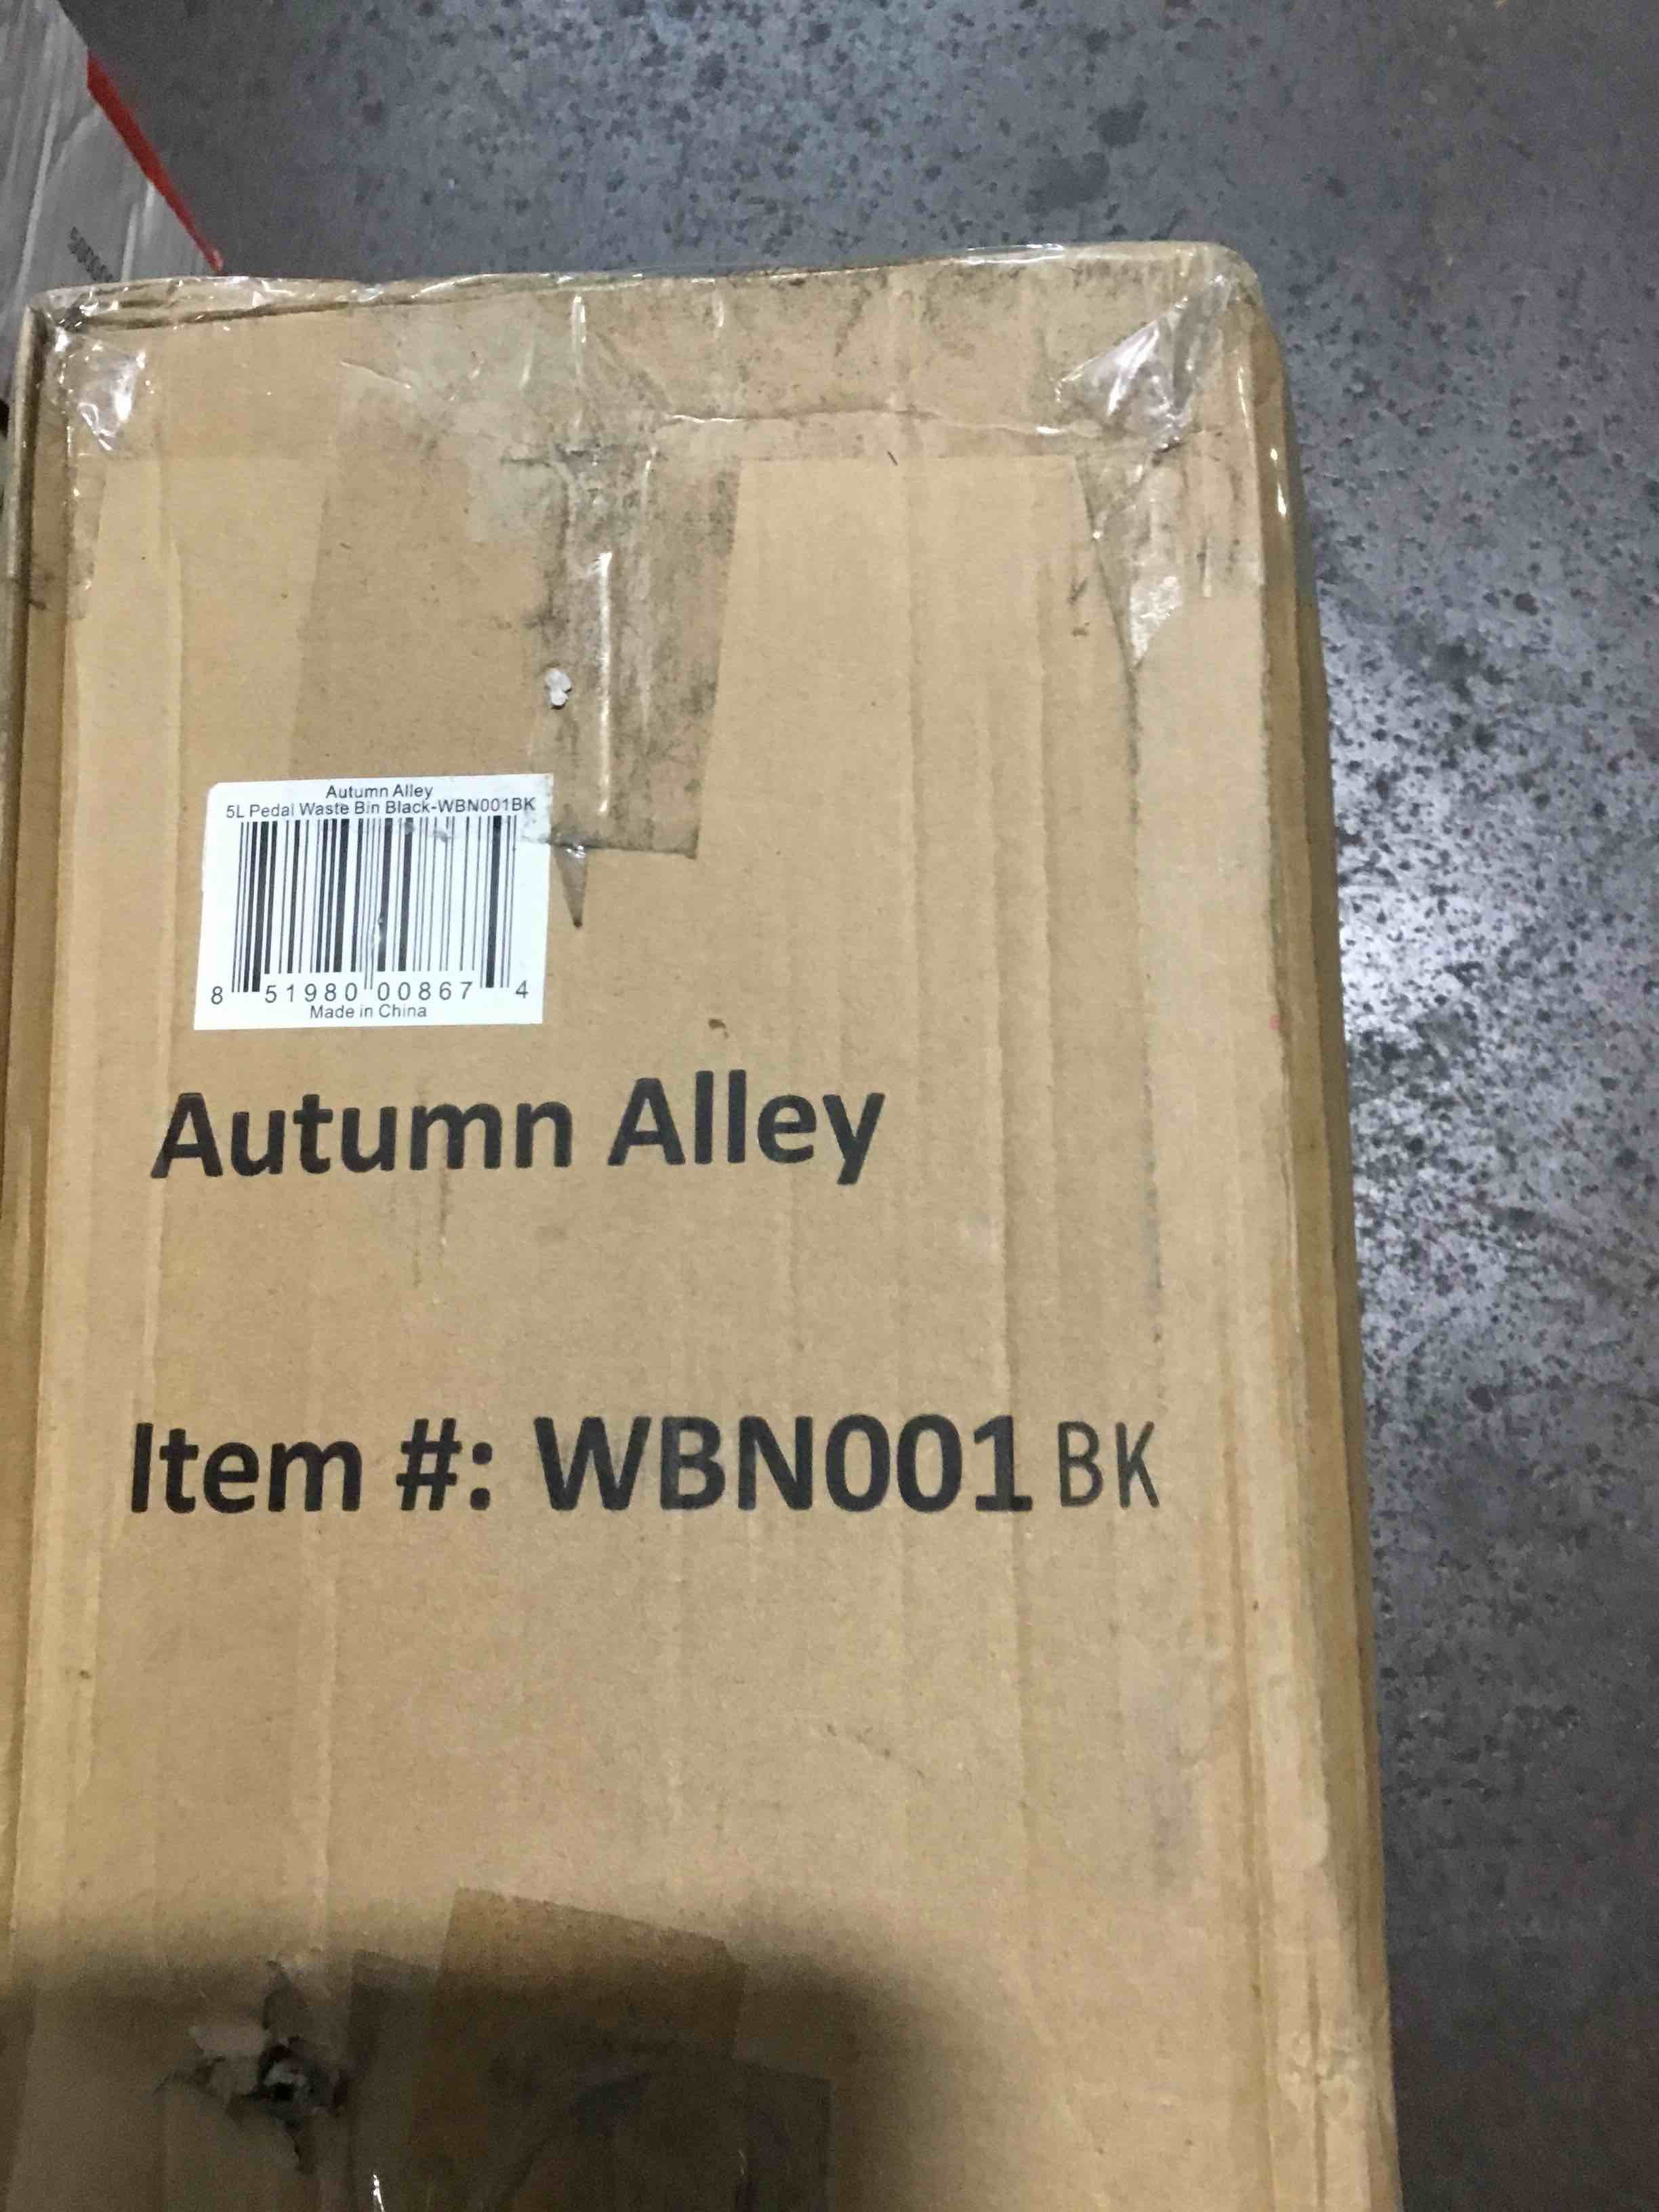 Autumn Alley
5L Pedal Waste Bin Black-WBN001BK
8 51980 00867 4
Made in China
Autumn Alley
Item #: WBN001BK